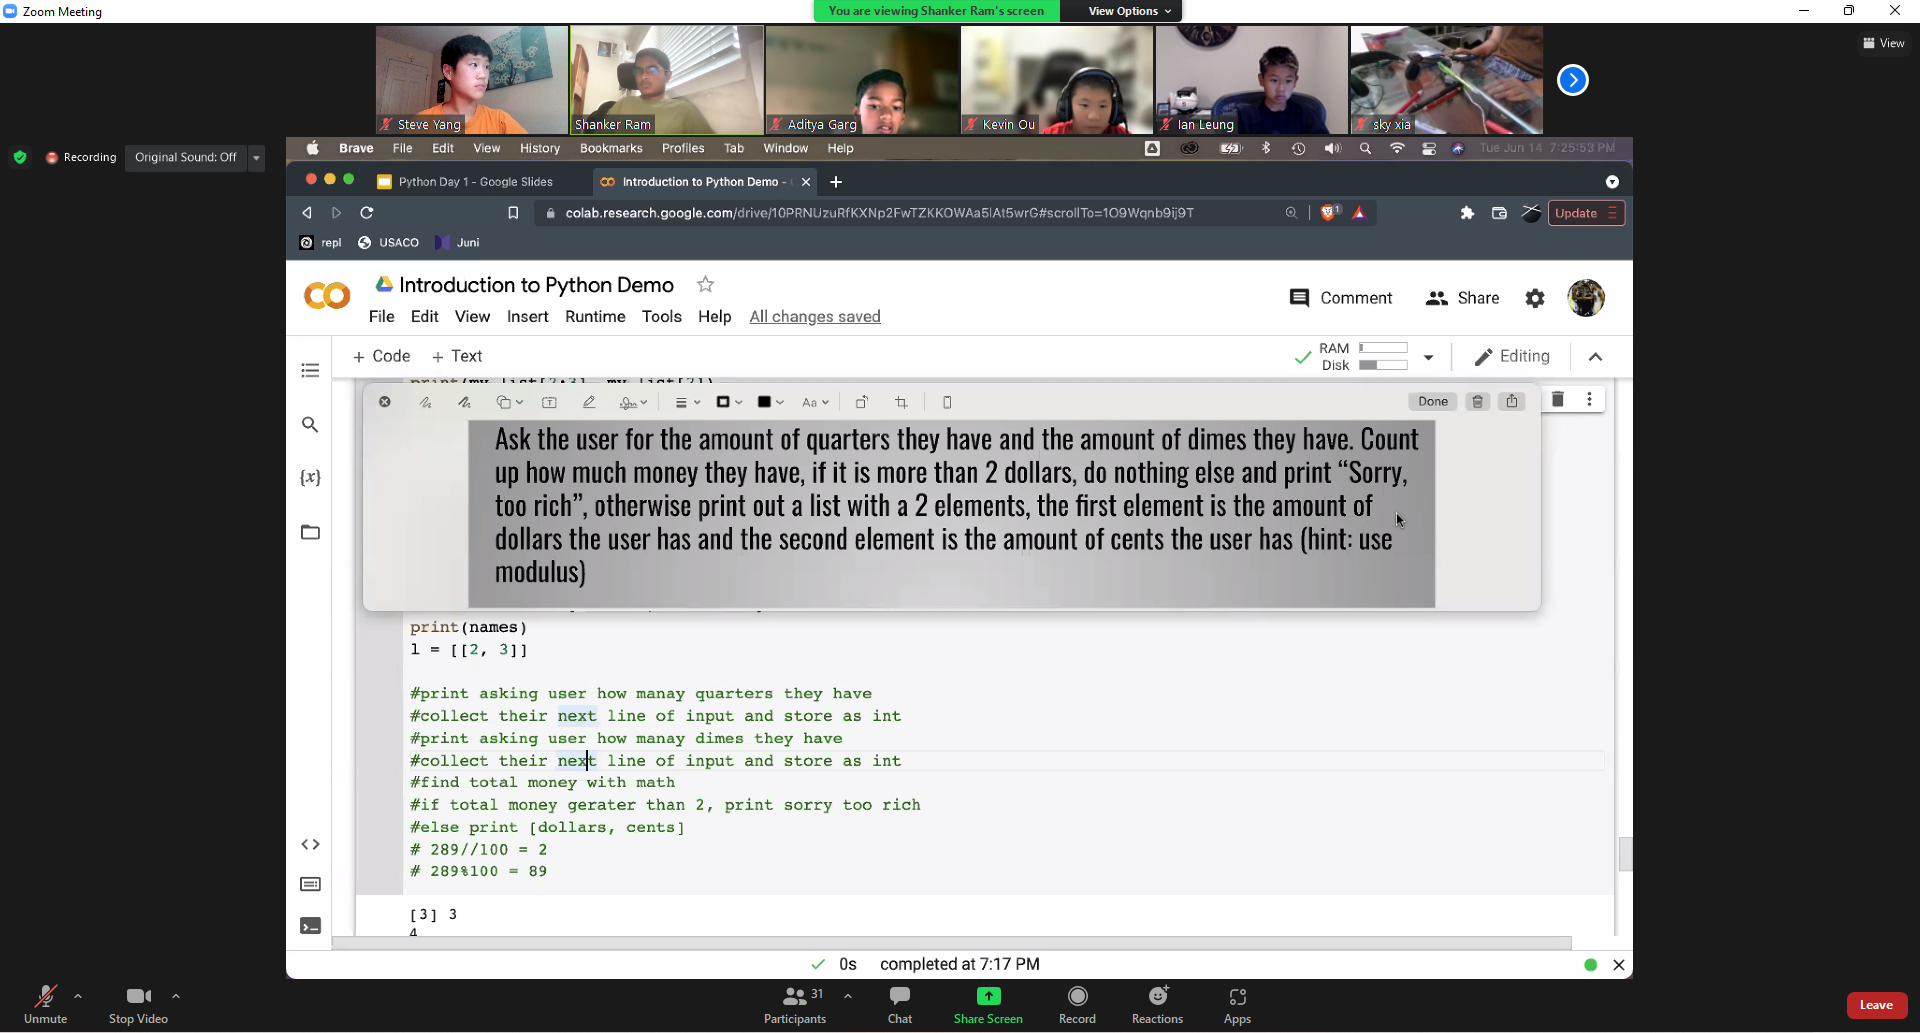 Zoom Meeting
You are viewing Shanker Ram's screen
View Options
View
Steve Yang
Shanker Ram
Aditya Garg
Kevin Ou
Ian Leung
sky xia
Recording
Original Sound: Off
Brave File Edit View History Bookmarks Profiles Tab Window Help
Tue Jun 14 7:25:53 PM
Python Day 1 - Google Slides
Introduction to Python Demo -
colab.research.google.com/drive/10PRNUzuRfKXNp2FwTZKKOWAa5lAt5wrG#scrollTo=1O9Wqnb9ij9T
Update
repl
USACO
Juni
Introduction to Python Demo
Comment
Share
File Edit View Insert Runtime Tools Help All changes saved
+ Code + Text
RAM
Disk
Editing
Aa
Done
Ask the user for the amount of quarters they have and the amount of dimes they have. Count
up how much money they have, if it is more than 2 dollars, do nothing else and print “Sorry,
too rich”, otherwise print out a list with a 2 elements, the first element is the amount of
dollars the user has and the second element is the amount of cents the user has (hint: use
modulus)
print(names)
l = [[2, 3]]
#print asking user how manay quarters they have
#collect their next line of input and store as int
#print asking user how manay dimes they have
#collect their next line of input and store as int
#find total money with math
#if total money gerater than 2, print sorry too rich
#else print [dollars, cents]
# 289//100 = 2
# 289%100 = 89
[3] 3
4
0s completed at 7:17 PM
Unmute
Stop Video
31
Participants
Chat
Share Screen
Record
Reactions
Apps
Leave